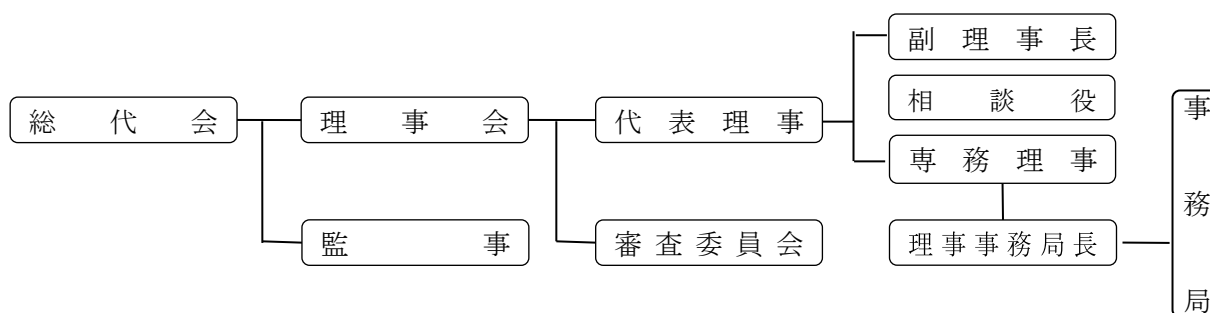 総代会
理事会
代表理事
副理事長
相談役
専務理事
監事
審査委員会
理事事務局長
事務局